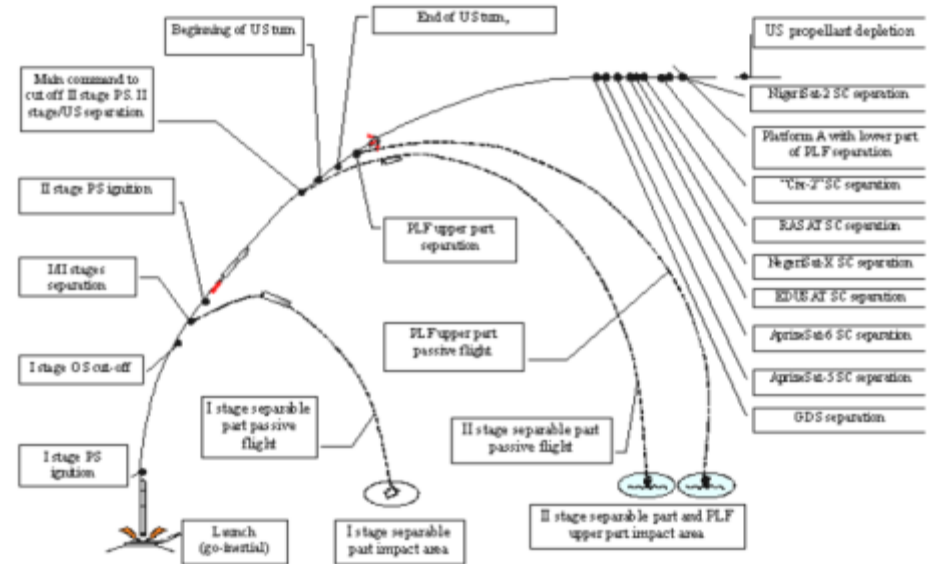 Beginning of US turn
End of US turn,
US propellant depletion
Main command to
cut off II stage PS. II
stage/US separation
NigeriSat-2 SC separation
Platform A with lower part
of PLF separation
SC separation
II stage PS ignition
PLF upper part
separation
RASAT SC separation
I/II stages
separation
NegeriSat-X SC separation
EDUSAT SC separation
PLF upper part
passive flight
AprizeSat-6 SC separation
I stage OS cut-off
AprizeSat-5 SC separation
I stage separable
part passive
flight
GDS separation
II stage separable part
passive flight
I stage PS
ignition
Launch
(go-inertial)
I stage separable
part impact area
II stage separable part and PLF
upper part impact area